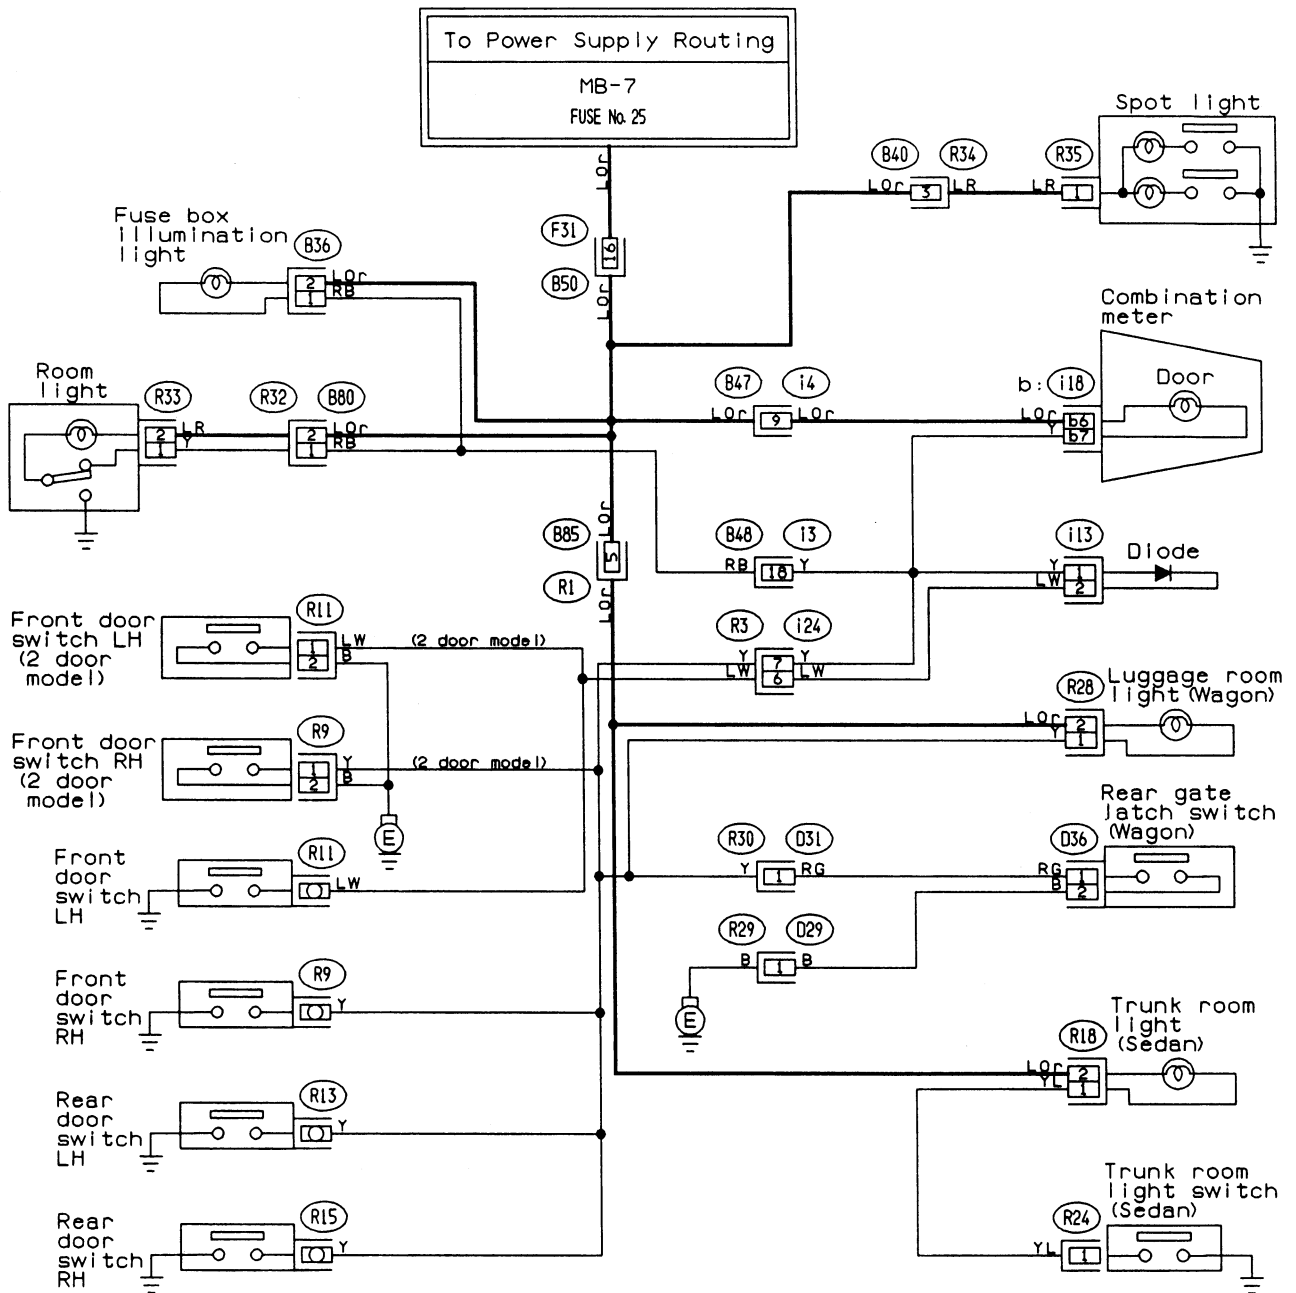 To Power Supply Routing
MB-7
FUSE No. 25
LOr
Spot light
B40
R34
R35
LOr
3
LR
LR
1
Fuse box
illumination
light
B36
2
LOr
1
RB
F31
16
B50
LOr
Combination
meter
Room
light
R33
R32
B80
2
LR
1
Y
2
LOr
1
RB
B47
i4
LOr
9
LOr
b: i18
LOr
b6
Y
b7
Door
LOr
B85
5
R1
LOr
B48
i3
RB
18
Y
i13
Y
1
LW
2
Diode
Front door
switch LH
(2 door
model)
R11
1
LW
(2 door model)
2
B
R3
i24
Y
7
Y
LW
6
LW
R28
Luggage room
light (Wagon)
LOr
2
Y
1
Front door
switch RH
(2 door
model)
R9
1
Y
(2 door model)
2
B
E
Rear gate
latch switch
(Wagon)
R30
D31
D36
Y
1
RG
RG
1
B
2
Front
door
switch
LH
R11
LW
R29
D29
B
1
B
E
Front
door
switch
RH
R9
Y
Trunk room
light
(Sedan)
R18
LOr
2
YL
1
Rear
door
switch
LH
R13
Y
Trunk room
light switch
(Sedan)
R24
YL
1
Rear
door
switch
RH
R15
Y